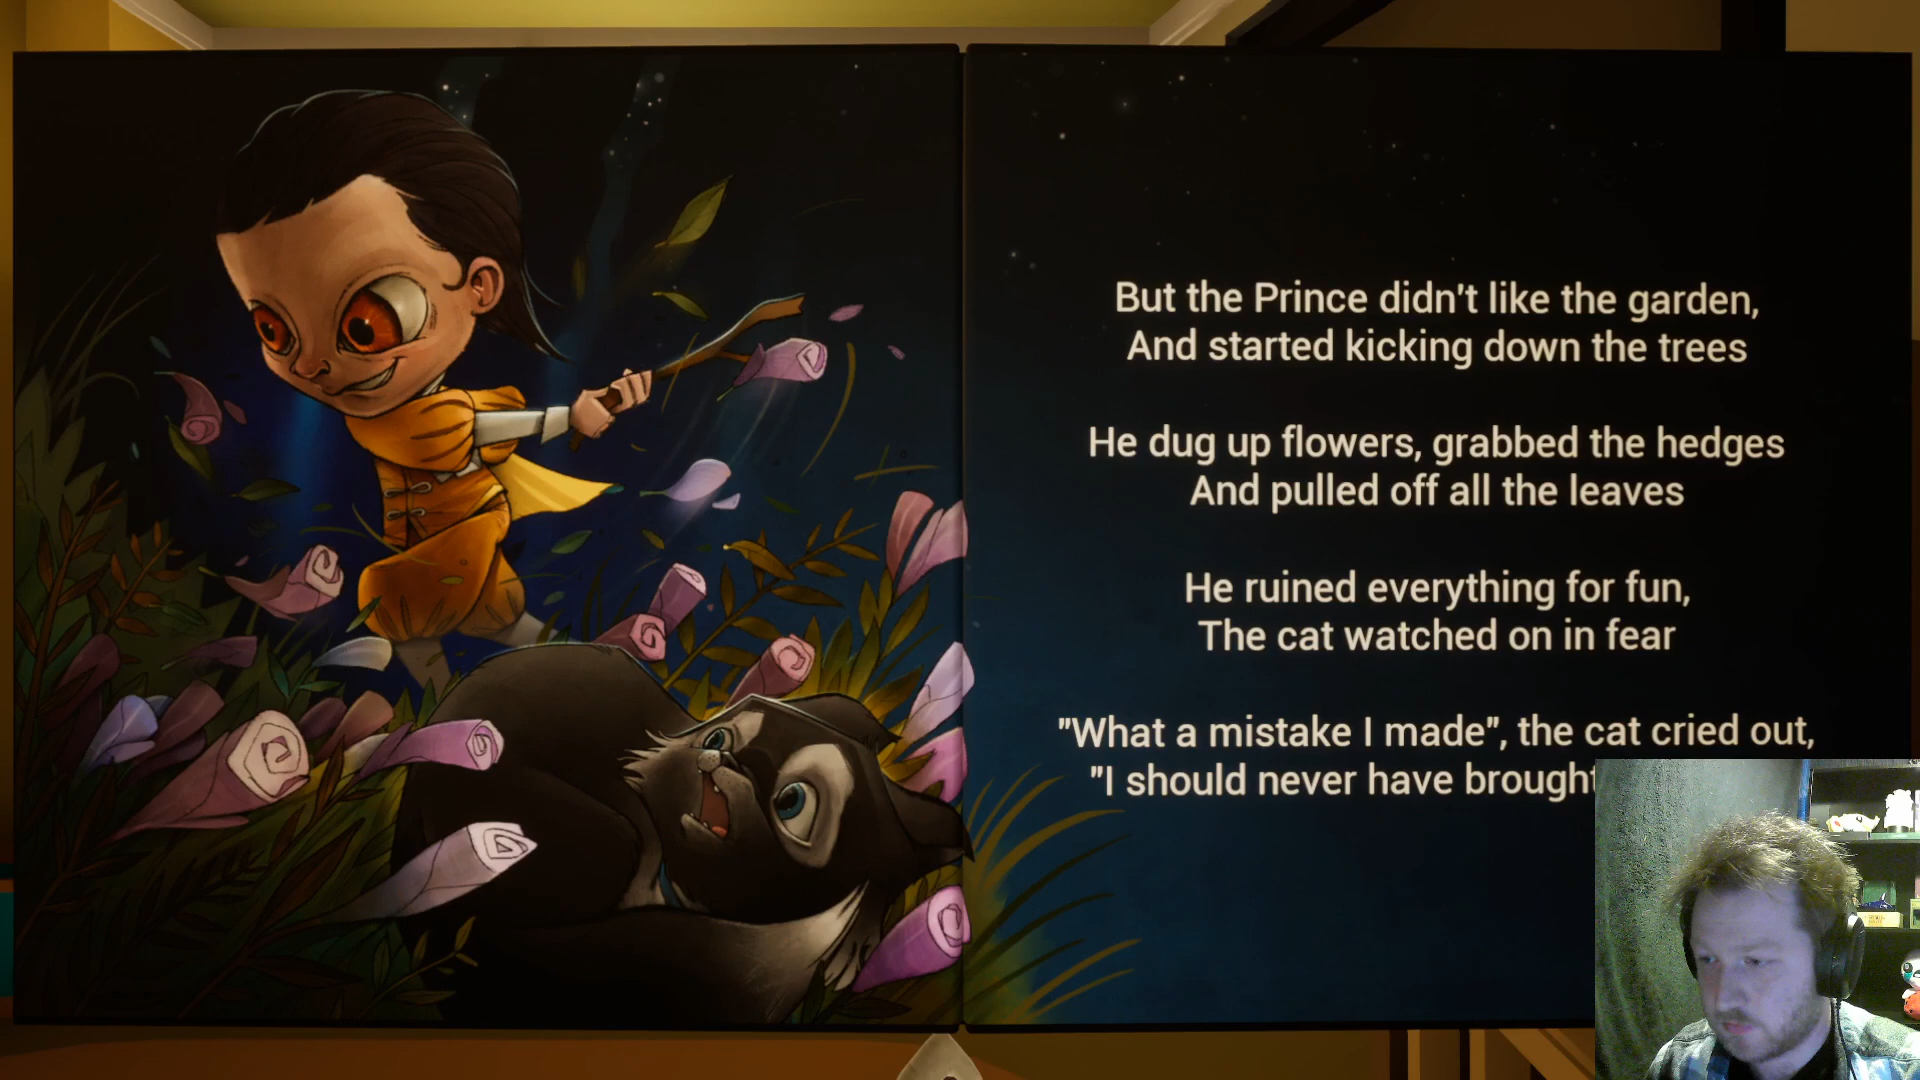 But the Prince didn't like the garden,
And started kicking down the trees
He dug up flowers, grabbed the hedges
And pulled off all the leaves
He ruined everything for fun,
The cat watched on in fear
"What a mistake I made", the cat cried out,
"I should never have brought